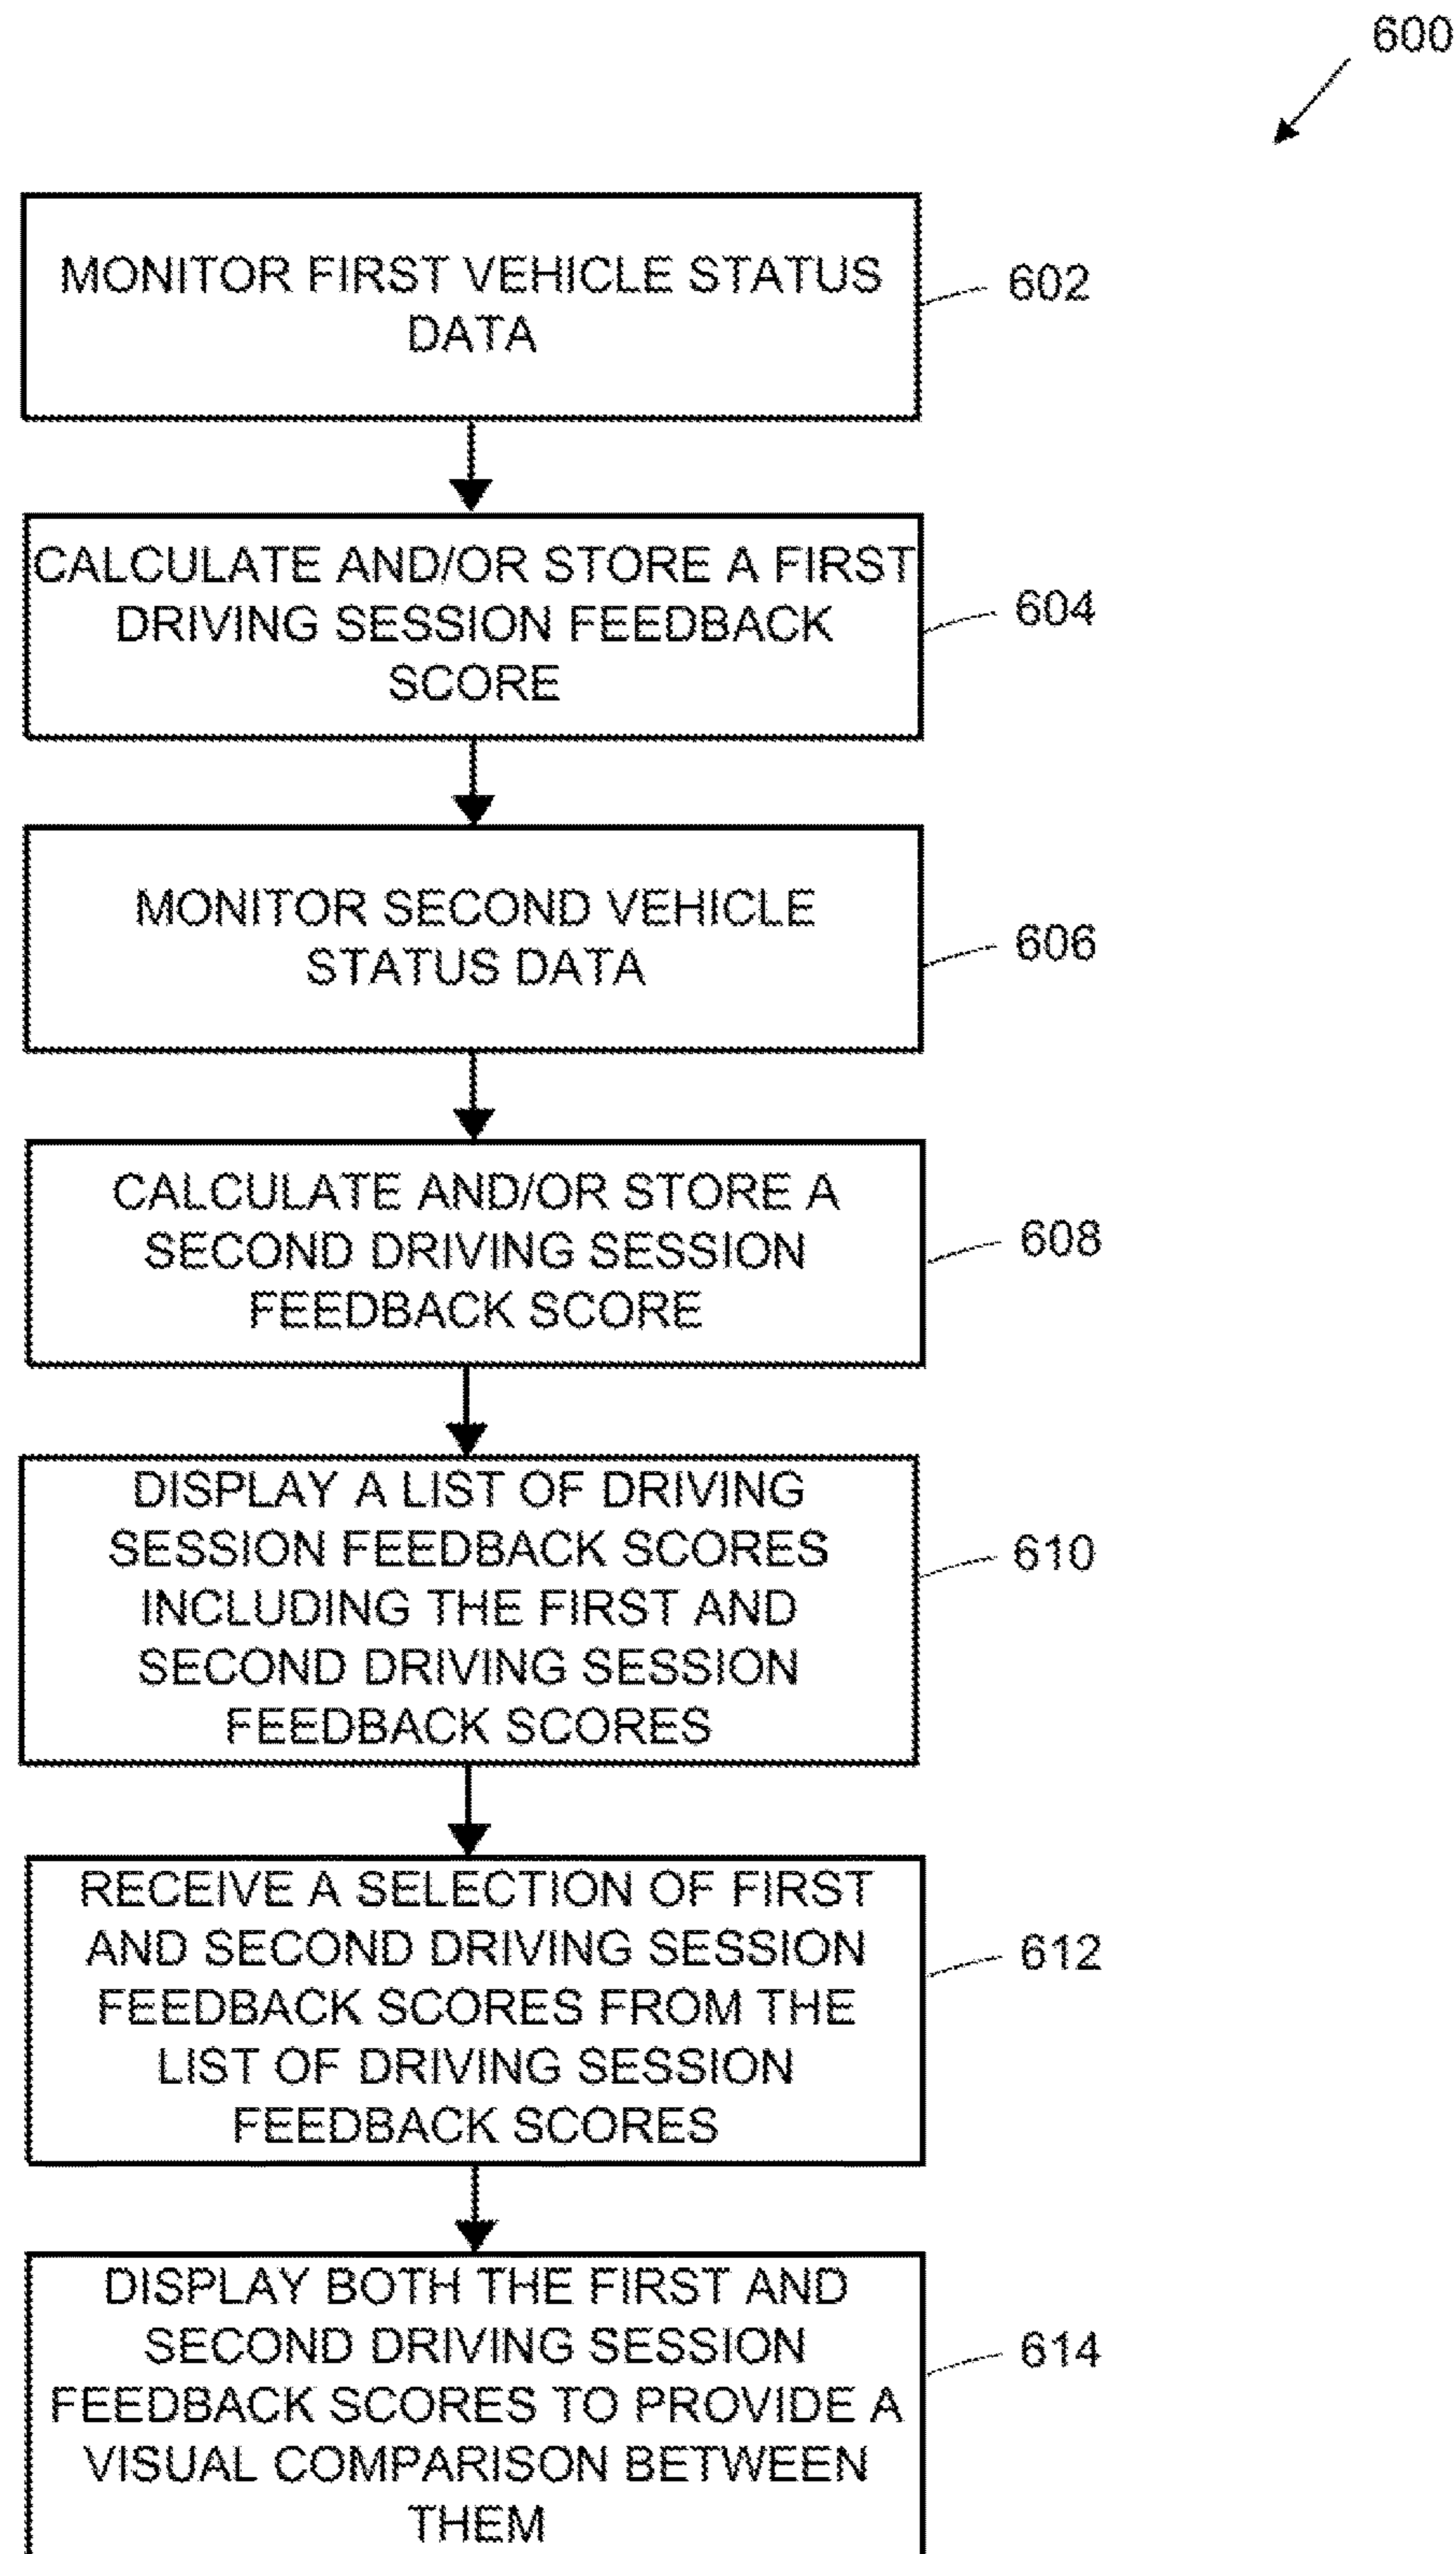 600
MONITOR FIRST VEHICLE STATUS
DATA
602
CALCULATE AND/OR STORE A FIRST
DRIVING SESSION FEEDBACK
SCORE
604
MONITOR SECOND VEHICLE
STATUS DATA
606
CALCULATE AND/OR STORE A
SECOND DRIVING SESSION
FEEDBACK SCORE
608
DISPLAY A LIST OF DRIVING
SESSION FEEDBACK SCORES
INCLUDING THE FIRST AND
SECOND DRIVING SESSION
FEEDBACK SCORES
610
RECEIVE A SELECTION OF FIRST
AND SECOND DRIVING SESSION
FEEDBACK SCORES FROM THE
LIST OF DRIVING SESSION
FEEDBACK SCORES
612
DISPLAY BOTH THE FIRST AND
SECOND DRIVING SESSION
FEEDBACK SCORES TO PROVIDE A
VISUAL COMPARISON BETWEEN
THEM
614